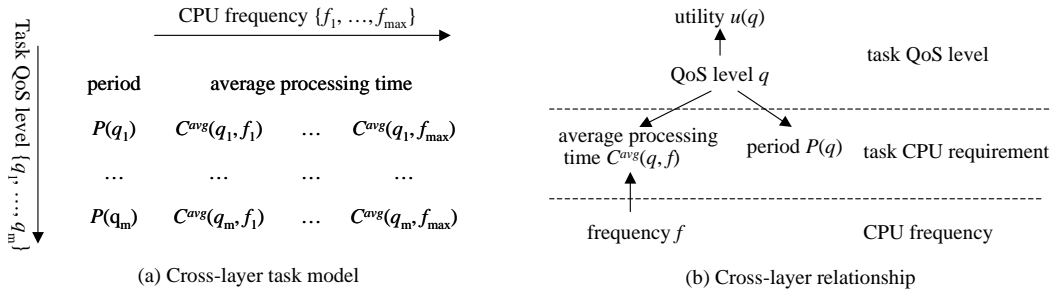 CPU frequency {f1, …, fmax}
Task QoS level {q1, …, qm}
period average processing time
P(q1) Cavg(q1, f1) … Cavg(q1, fmax)
… … … …
P(qm) Cavg(qm, f1) … Cavg(qm, fmax)
(a) Cross-layer task model
utility u(q)
task QoS level
QoS level q
average processing
time Cavg(q, f)
period P(q)
task CPU requirement
frequency f
CPU frequency
(b) Cross-layer relationship